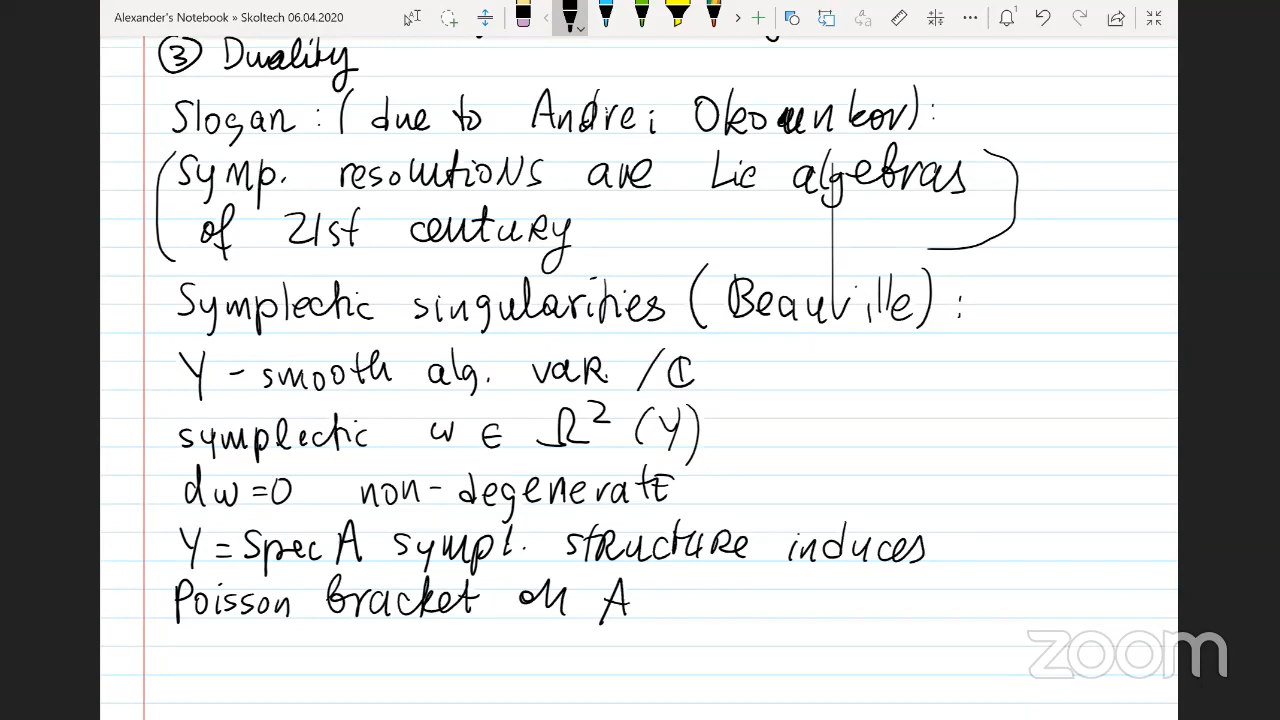 Alexander's Notebook » Skoltech 06.04.2020
③ Duality
Slogan: (due to Andrei Okounkov):
(Symp. resolutions are Lie algebras
of 21st century)
Symplectic singularities (Beauville):
Y - smooth alg. var. /ℂ
symplectic ω ∈ Ω² (Y)
dω = 0 non-degenerate
Y = Spec A sympl. structure induces
Poisson bracket on A
zoom